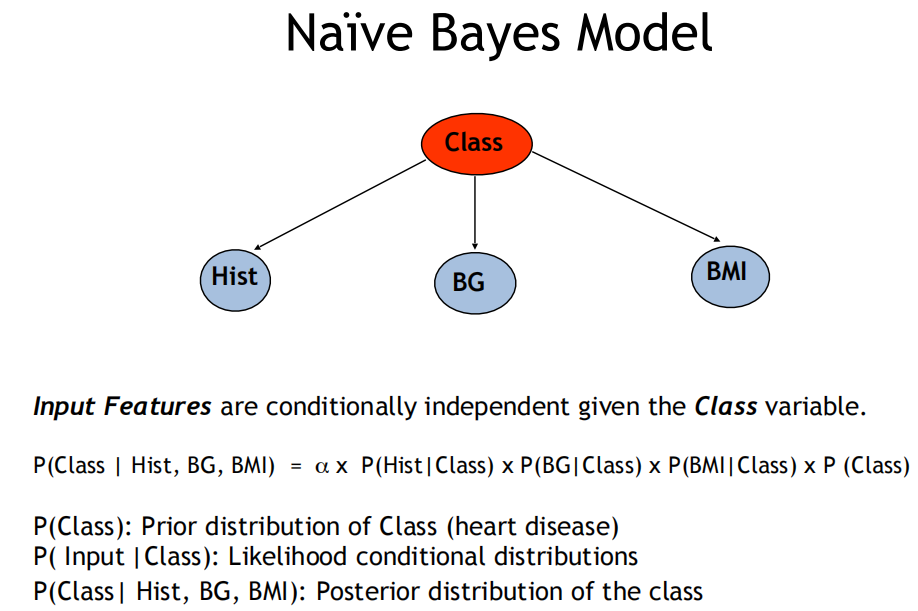 Naïve Bayes Model
Class
Hist
BG
BMI
Input Features are conditionally independent given the Class variable.
P(Class | Hist, BG, BMI) = α x P(Hist|Class) x P(BG|Class) x P(BMI|Class) x P (Class)
P(Class): Prior distribution of Class (heart disease)
P( Input |Class): Likelihood conditional distributions
P(Class| Hist, BG, BMI): Posterior distribution of the class